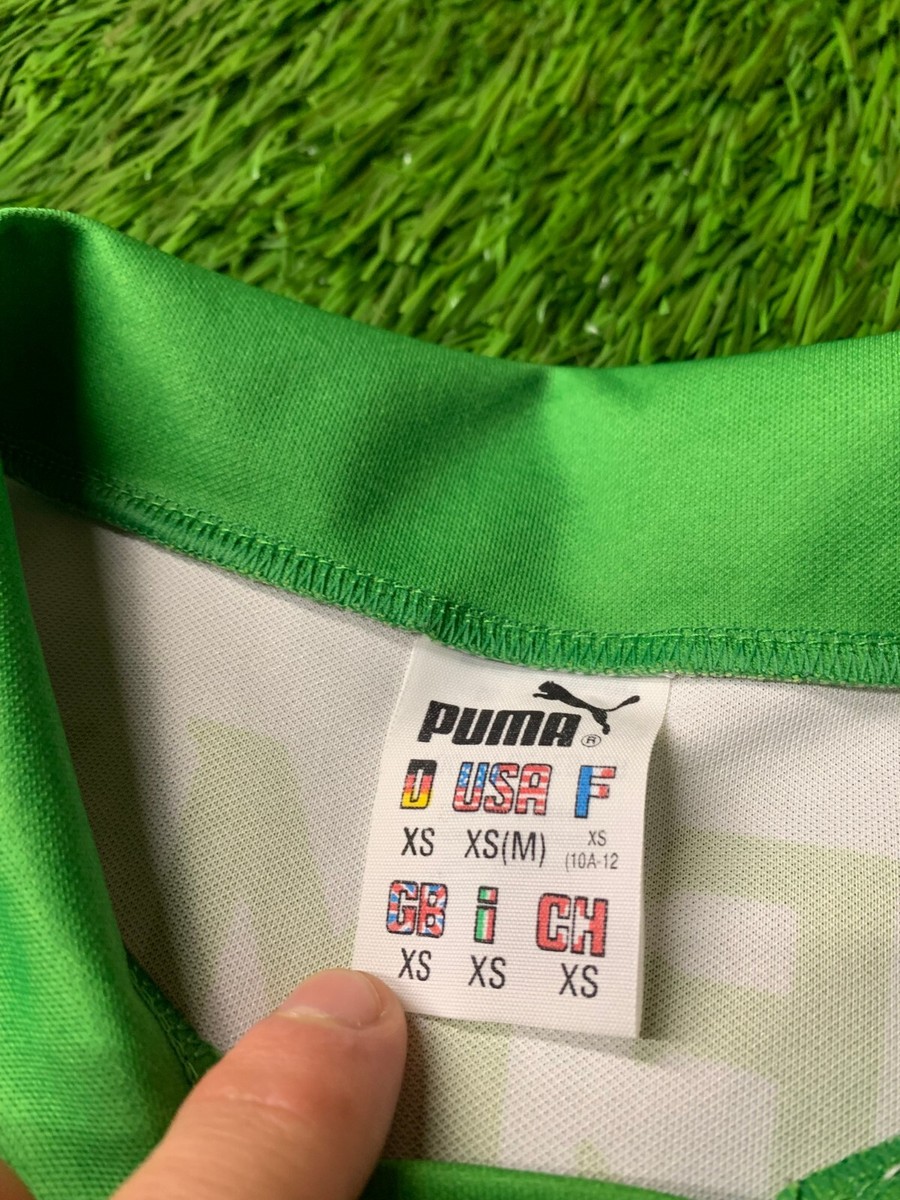 PUMA®
D USA F
XS XS(M) XS
(10A-12
GB i CH
XS XS XS